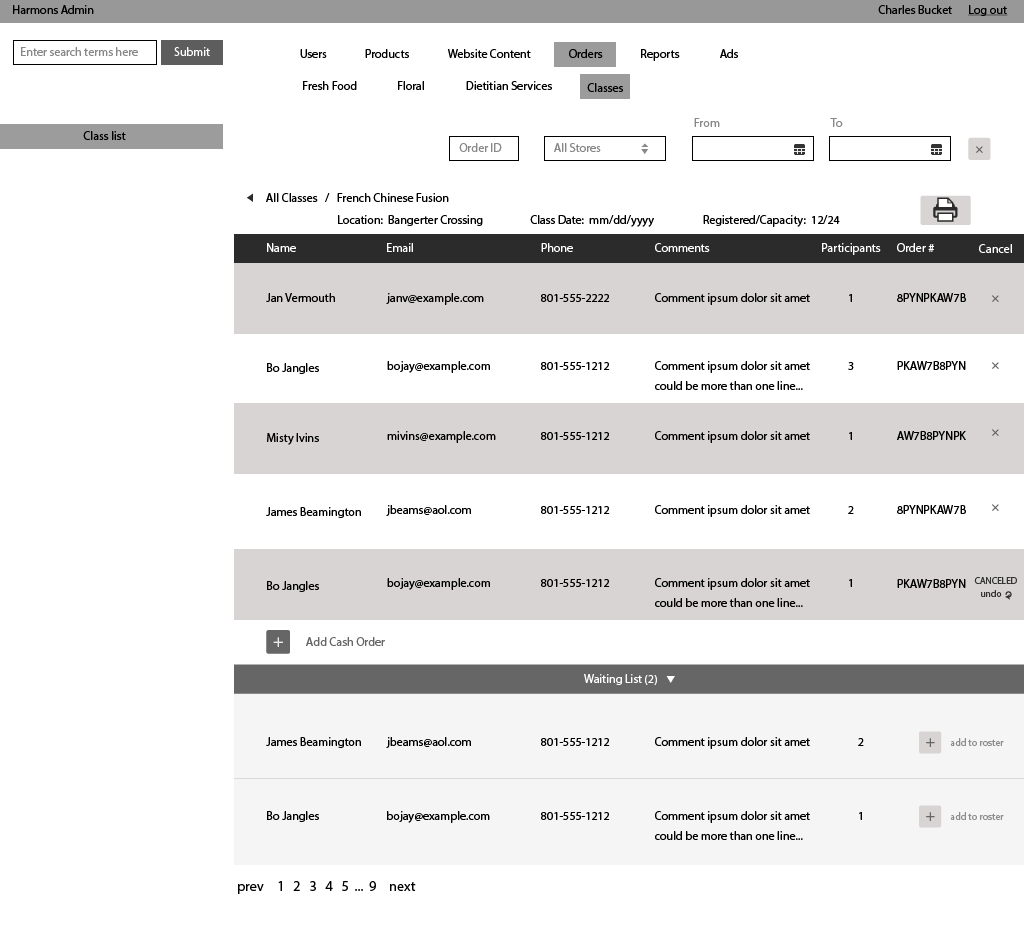 Harmons Admin Charles Bucket Log out
Enter search terms here Submit
Users Products Website Content Orders Reports Ads
Fresh Food Floral Dietitian Services Classes
Class list
From To
Order ID All Stores ×
All Classes / French Chinese Fusion
Location: Bangerter Crossing Class Date: mm/dd/yyyy Registered/Capacity: 12/24
Name Email Phone Comments Participants Order # Cancel
Jan Vermouth janv@example.com 801-555-2222 Comment ipsum dolor sit amet 1 8PYNPKAW7B ×
Bo Jangles bojay@example.com 801-555-1212 Comment ipsum dolor sit amet 3 PKAW7B8PYN ×
could be more than one line...
Misty Ivins mivins@example.com 801-555-1212 Comment ipsum dolor sit amet 1 AW7B8PYNPK ×
James Beamington jbeams@aol.com 801-555-1212 Comment ipsum dolor sit amet 2 8PYNPKAW7B ×
Bo Jangles bojay@example.com 801-555-1212 Comment ipsum dolor sit amet 1 PKAW7B8PYN CANCELED
could be more than one line... undo
+ Add Cash Order
Waiting List (2) ▼
James Beamington jbeams@aol.com 801-555-1212 Comment ipsum dolor sit amet 2 + add to roster
Bo Jangles bojay@example.com 801-555-1212 Comment ipsum dolor sit amet 1 + add to roster
could be more than one line...
prev 1 2 3 4 5 ... 9 next